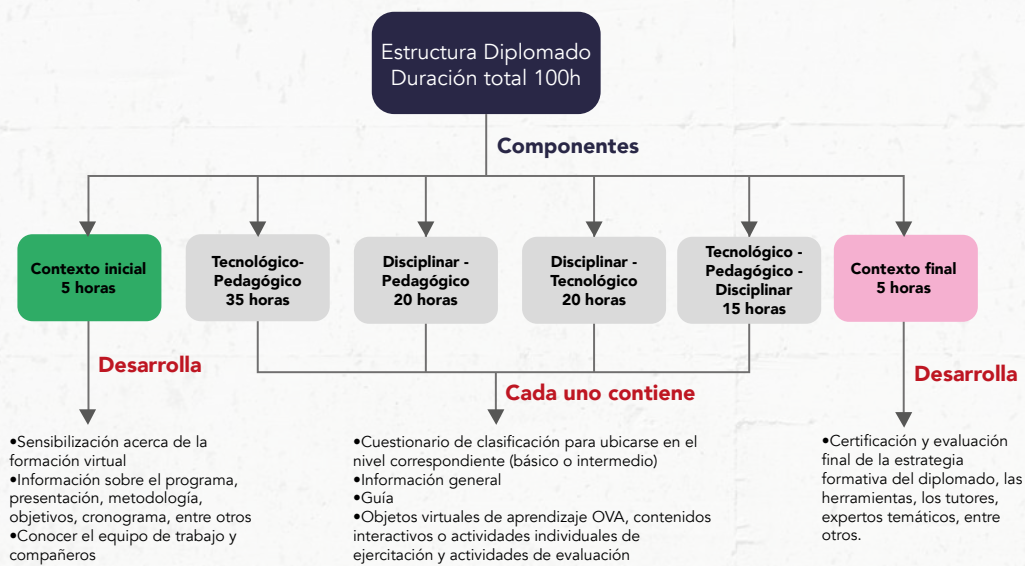 Estructura Diplomado
Duración total 100h
Componentes
Contexto inicial
5 horas
Tecnológico-
Pedagógico
35 horas
Disciplinar -
Pedagógico
20 horas
Disciplinar -
Tecnológico
20 horas
Tecnológico -
Pedagógico -
Disciplinar
15 horas
Contexto final
5 horas
Desarrolla
Cada uno contiene
Desarrolla
•Sensibilización acerca de la
formación virtual
•Información sobre el programa,
presentación, metodología,
objetivos, cronograma, entre otros
•Conocer el equipo de trabajo y
compañeros
•Cuestionario de clasificación para ubicarse en el
nivel correspondiente (básico o intermedio)
•Información general
•Guía
•Objetos virtuales de aprendizaje OVA, contenidos
interactivos o actividades individuales de
ejercitación y actividades de evaluación
•Certificación y evaluación
final de la estrategia
formativa del diplomado, las
herramientas, los tutores,
expertos temáticos, entre
otros.